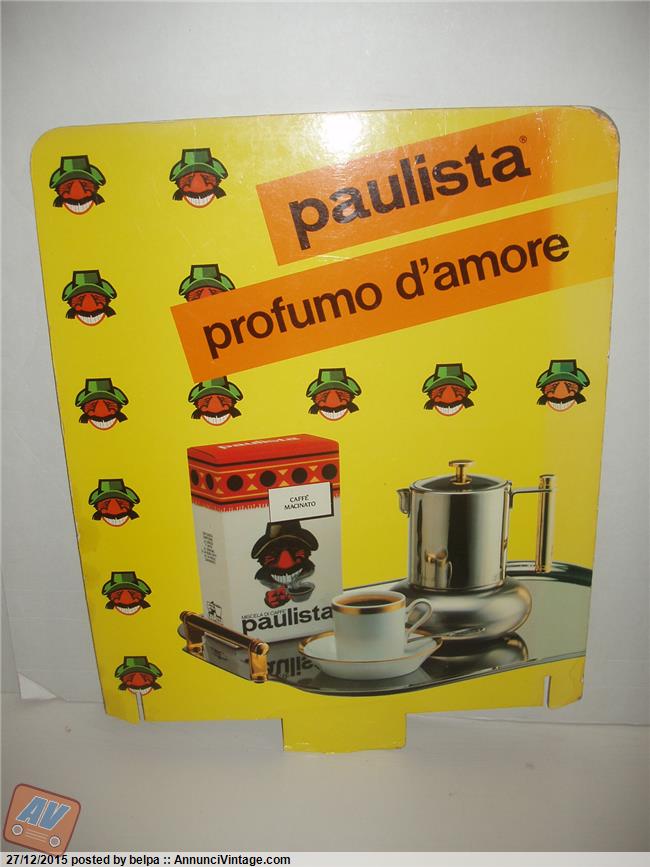 paulista®
profumo d'amore
paulista
CAFFÈ
MACINATO
MISCELA DI CAFFÈ
paulista
AV
27/12/2015 posted by belpa :: AnnunciVintage.com